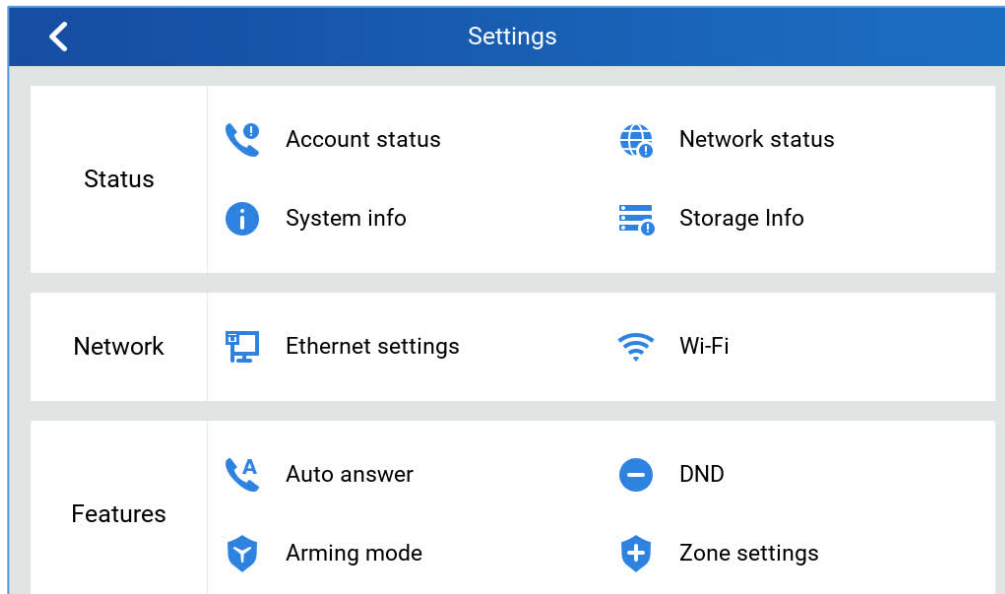 Settings
Status
Account status
Network status
System info
Storage Info
Network
Ethernet settings
Wi-Fi
Features
Auto answer
DND
Arming mode
Zone settings